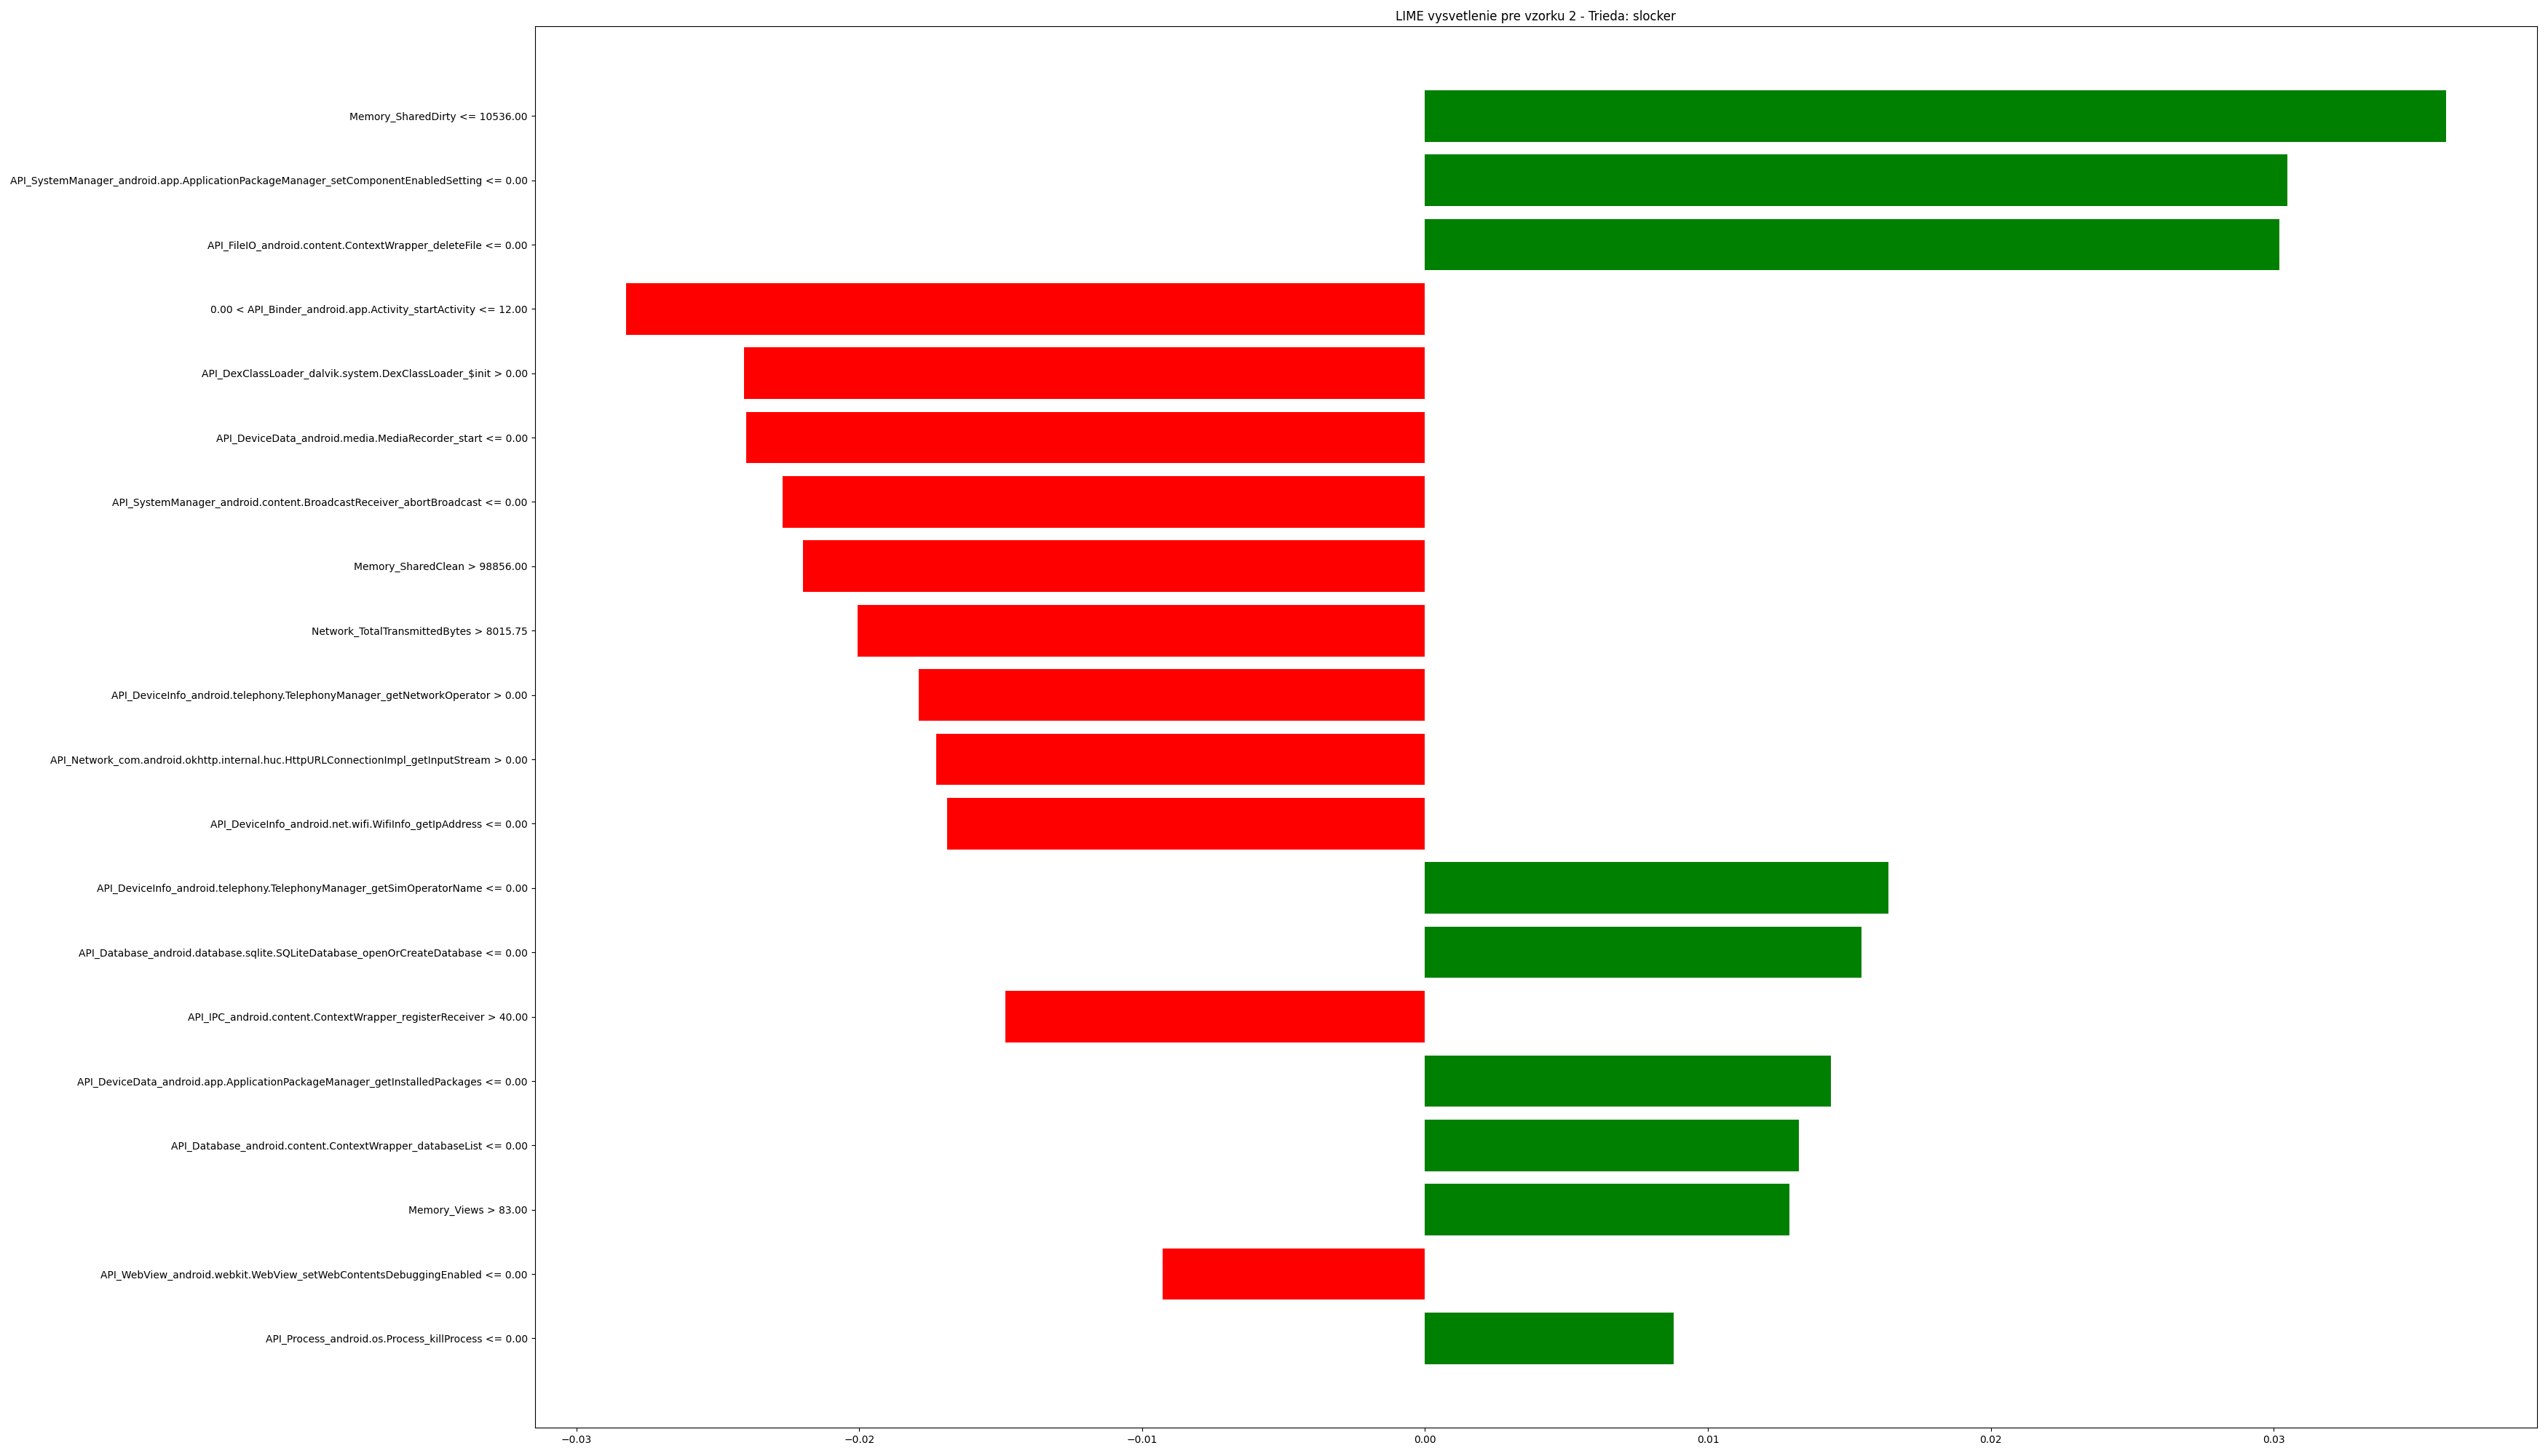 LIME vysvetlenie pre vzorku 2 - Trieda: slocker
Memory_SharedDirty <= 10536.00
API_SystemManager_android.app.ApplicationPackageManager_setComponentEnabledSetting <= 0.00
API_FileIO_android.content.ContextWrapper_deleteFile <= 0.00
0.00 < API_Binder_android.app.Activity_startActivity <= 12.00
API_DexClassLoader_dalvik.system.DexClassLoader_$init > 0.00
API_DeviceData_android.media.MediaRecorder_start <= 0.00
API_SystemManager_android.content.BroadcastReceiver_abortBroadcast <= 0.00
Memory_SharedClean > 98856.00
Network_TotalTransmittedBytes > 8015.75
API_DeviceInfo_android.telephony.TelephonyManager_getNetworkOperator > 0.00
API_Network_com.android.okhttp.internal.huc.HttpURLConnectionImpl_getInputStream > 0.00
API_DeviceInfo_android.net.wifi.WifiInfo_getIpAddress <= 0.00
API_DeviceInfo_android.telephony.TelephonyManager_getSimOperatorName <= 0.00
API_Database_android.database.sqlite.SQLiteDatabase_openOrCreateDatabase <= 0.00
API_IPC_android.content.ContextWrapper_registerReceiver > 40.00
API_DeviceData_android.app.ApplicationPackageManager_getInstalledPackages <= 0.00
API_Database_android.content.ContextWrapper_databaseList <= 0.00
Memory_Views > 83.00
API_WebView_android.webkit.WebView_setWebContentsDebuggingEnabled <= 0.00
API_Process_android.os.Process_killProcess <= 0.00
−0.03 −0.02 −0.01 0.00 0.01 0.02 0.03